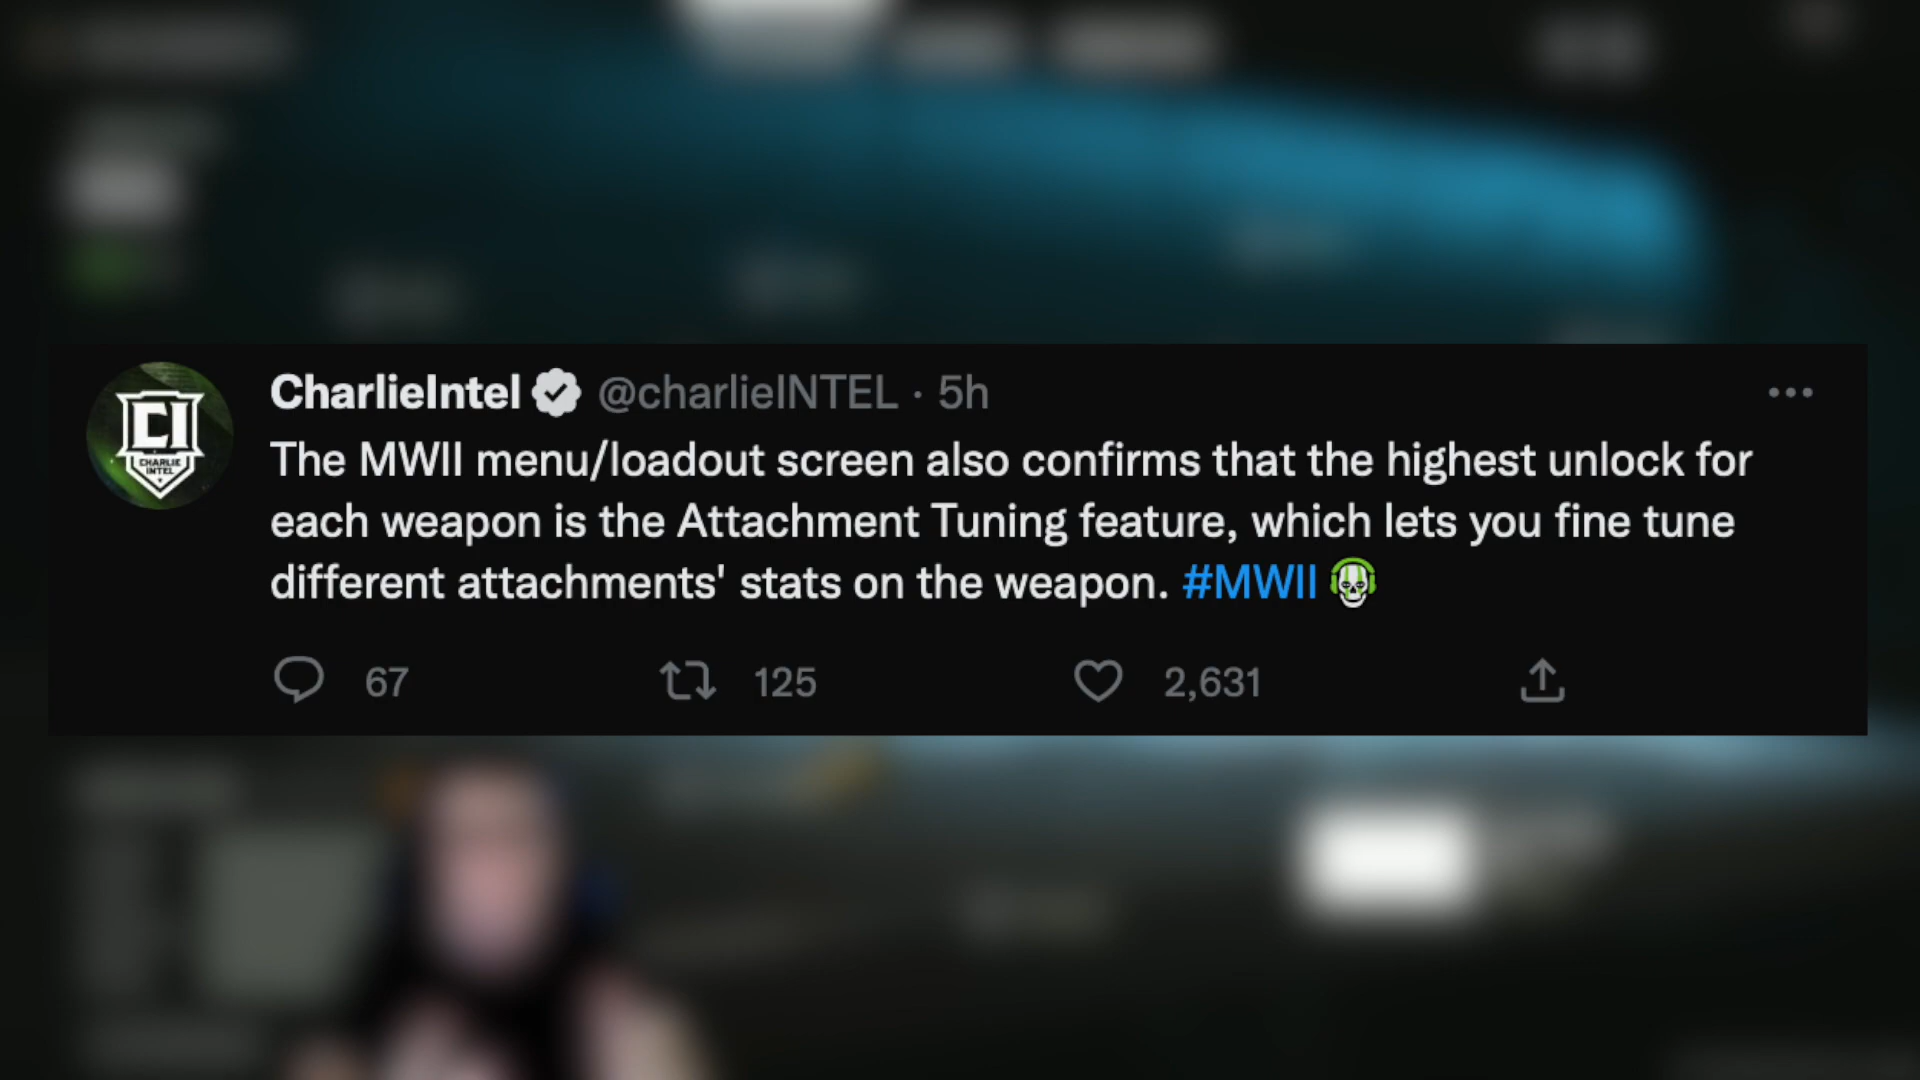 CharlieIntel @charlieINTEL · 5h
The MWII menu/loadout screen also confirms that the highest unlock for
each weapon is the Attachment Tuning feature, which lets you fine tune
different attachments' stats on the weapon. #MWII
67 125 2,631
CI
CHARLIE
INTEL